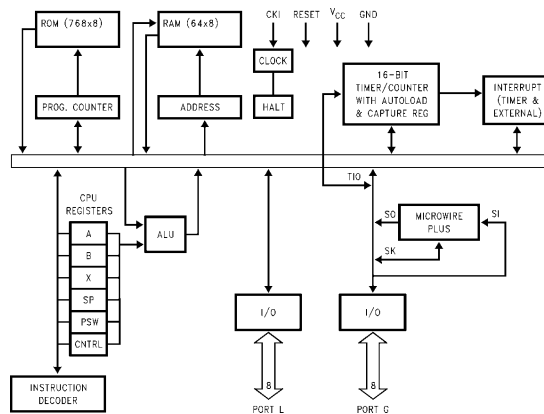 ROM (768x8)
RAM (64x8)
CKI
RESET
VCC
GND
CLOCK
HALT
PROG. COUNTER
ADDRESS
16-BIT
TIMER/COUNTER
WITH AUTOLOAD
& CAPTURE REG
INTERRUPT
(TIMER &
EXTERNAL)
TIO
CPU
REGISTERS
A
B
X
SP
PSW
CNTRL
ALU
SO
MICROWIRE
PLUS
SI
SK
I/O
I/O
INSTRUCTION
DECODER
8
8
PORT L
PORT G